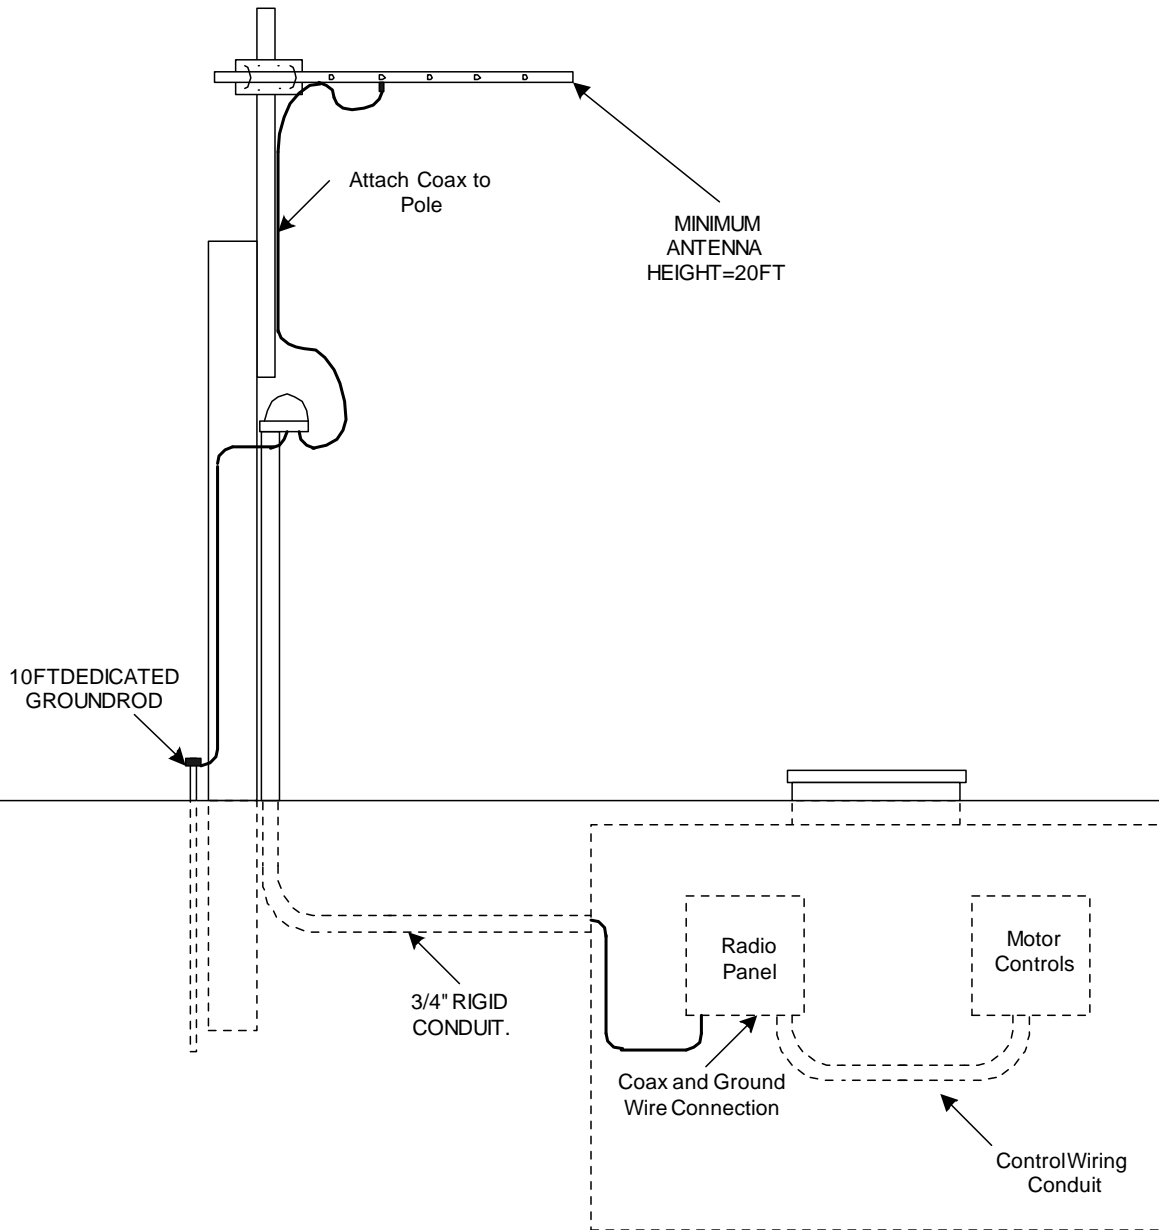 Attach Coax to
Pole
MINIMUM
ANTENNA
HEIGHT=20FT
10FTDEDICATED
GROUNDROD
3/4" RIGID
CONDUIT.
Radio
Panel
Motor
Controls
Coax and Ground
Wire Connection
ControlWiring
Conduit